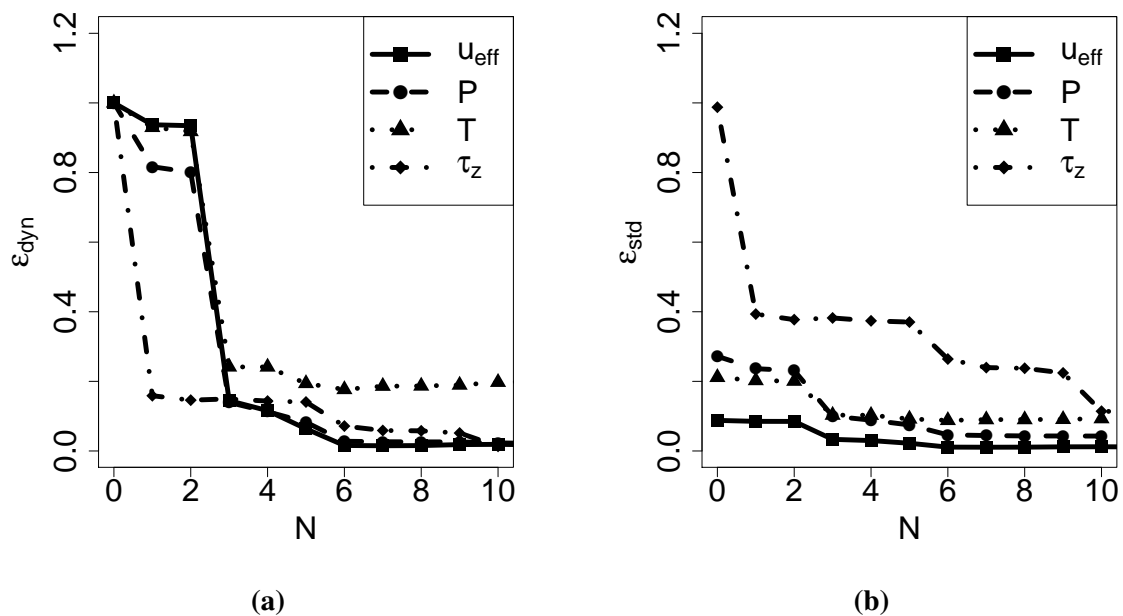 1.2
0.8
0.4
0.0
ε_dyn
0 2 4 6 8 10
N
u_eff
P
T
τ_z
(a)
1.2
0.8
0.4
0.0
ε_std
0 2 4 6 8 10
N
u_eff
P
T
τ_z
(b)